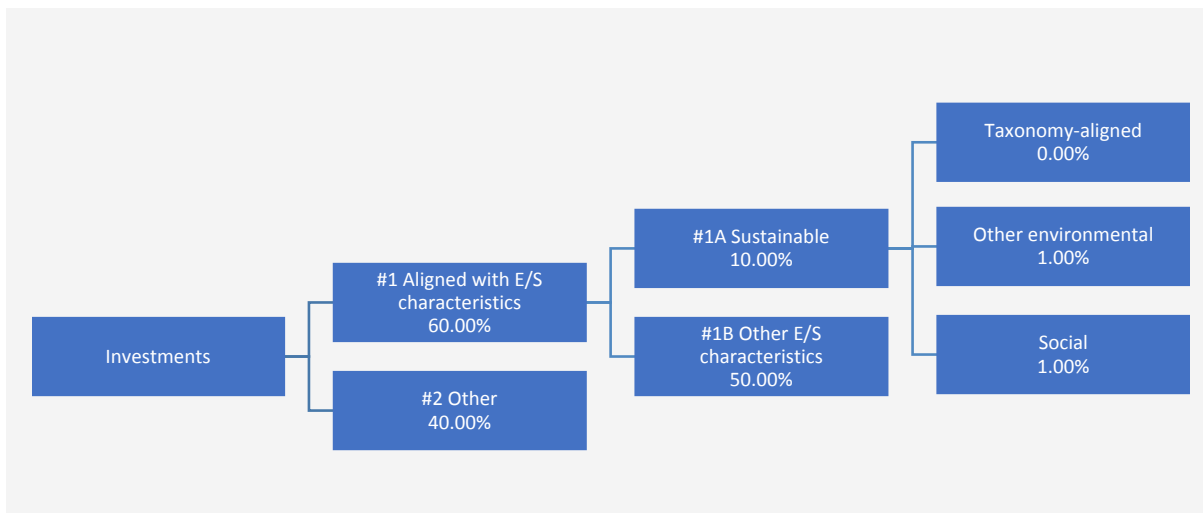 Investments
#1 Aligned with E/S
characteristics
60.00%
#2 Other
40.00%
#1A Sustainable
10.00%
#1B Other E/S
characteristics
50.00%
Taxonomy-aligned
0.00%
Other environmental
1.00%
Social
1.00%